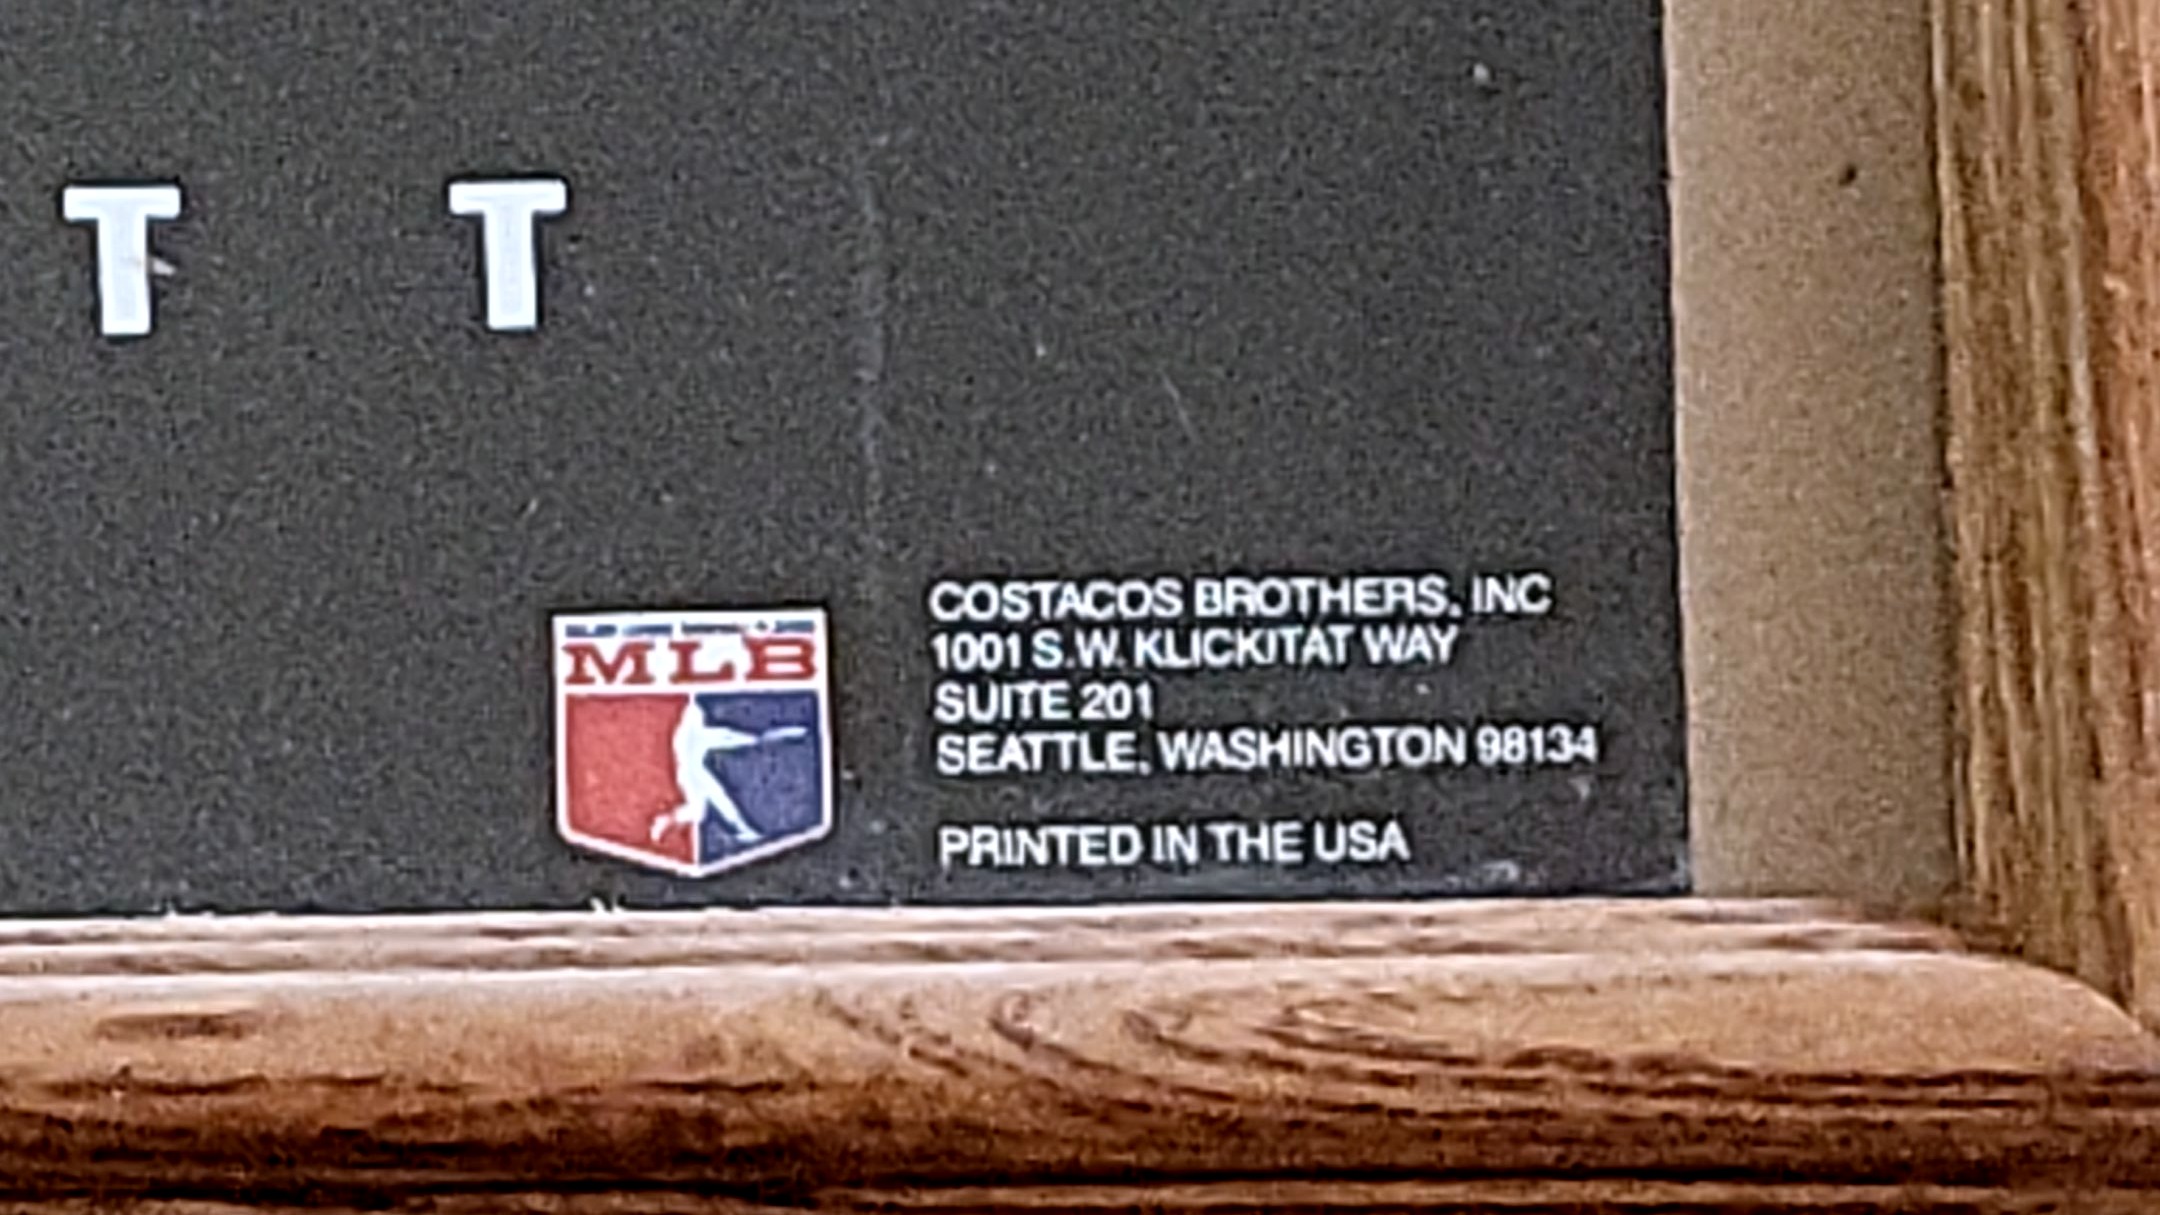 T T
MLB
COSTACOS BROTHERS, INC
1001 S.W. KLICKITAT WAY
SUITE 201
SEATTLE, WASHINGTON 98134
PRINTED IN THE USA